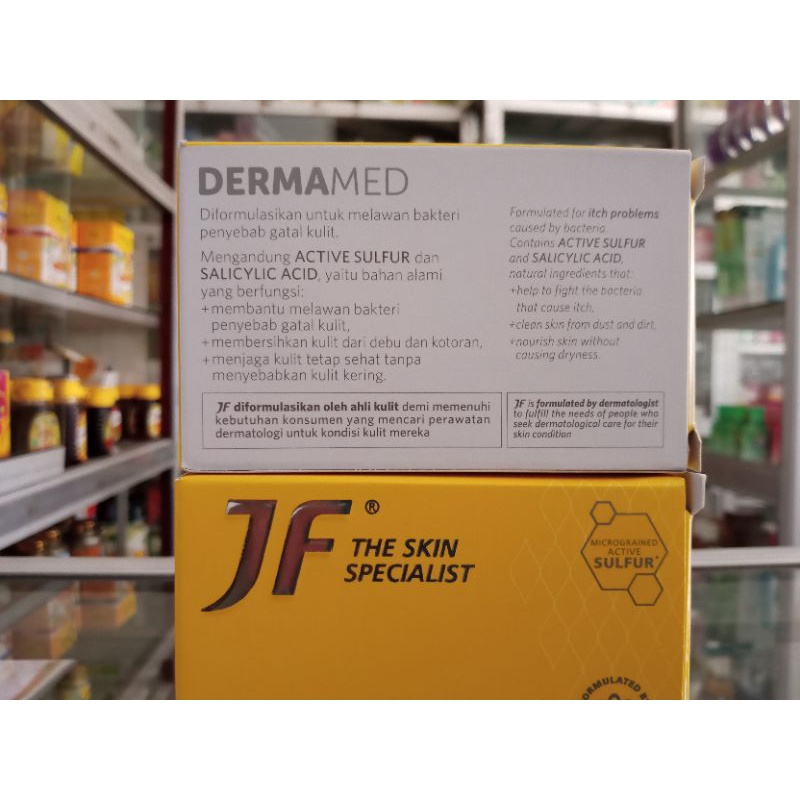 DERMAMED
Diformulasikan untuk melawan bakteri
penyebab gatal kulit.
Mengandung ACTIVE SULFUR dan
SALICYLIC ACID, yaitu bahan alami
yang berfungsi:
+membantu melawan bakteri
penyebab gatal kulit,
+membersihkan kulit dari debu dan kotoran,
+menjaga kulit tetap sehat tanpa
menyebabkan kulit kering.
Formulated for itch problems
caused by bacteria.
Contains ACTIVE SULFUR
and SALICYLIC ACID,
natural ingredients that:
+help to fight the bacteria
that cause itch,
+clean skin from dust and dirt,
+nourish skin without
causing dryness.
JF diformulasikan oleh ahli kulit demi memenuhi
kebutuhan konsumen yang mencari perawatan
dermatologi untuk kondisi kulit mereka
JF is formulated by dermatologist
to fulfill the needs of people who
seek dermatological care for their
skin condition
JF®
THE SKIN
SPECIALIST
MICROGRAINED
ACTIVE
SULFUR*